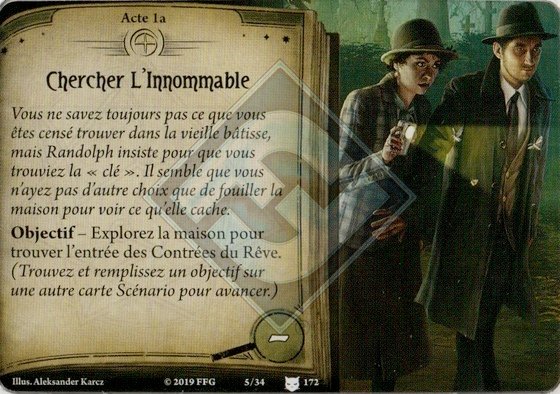 Acte 1a
Chercher L'Innommable
Vous ne savez toujours pas ce que vous
êtes censé trouver dans la vieille bâtisse,
mais Randolph insiste pour que vous
trouviez la « clé ». Il semble que vous
n'ayez pas d'autre choix que de fouiller la
maison pour voir ce qu'elle cache.
Objectif – Explorez la maison pour
trouver l'entrée des Contrées du Rêve.
(Trouvez et remplissez un objectif sur
une autre carte Scénario pour avancer.)
–
Illus. Aleksander Karcz © 2019 FFG 5/34 172